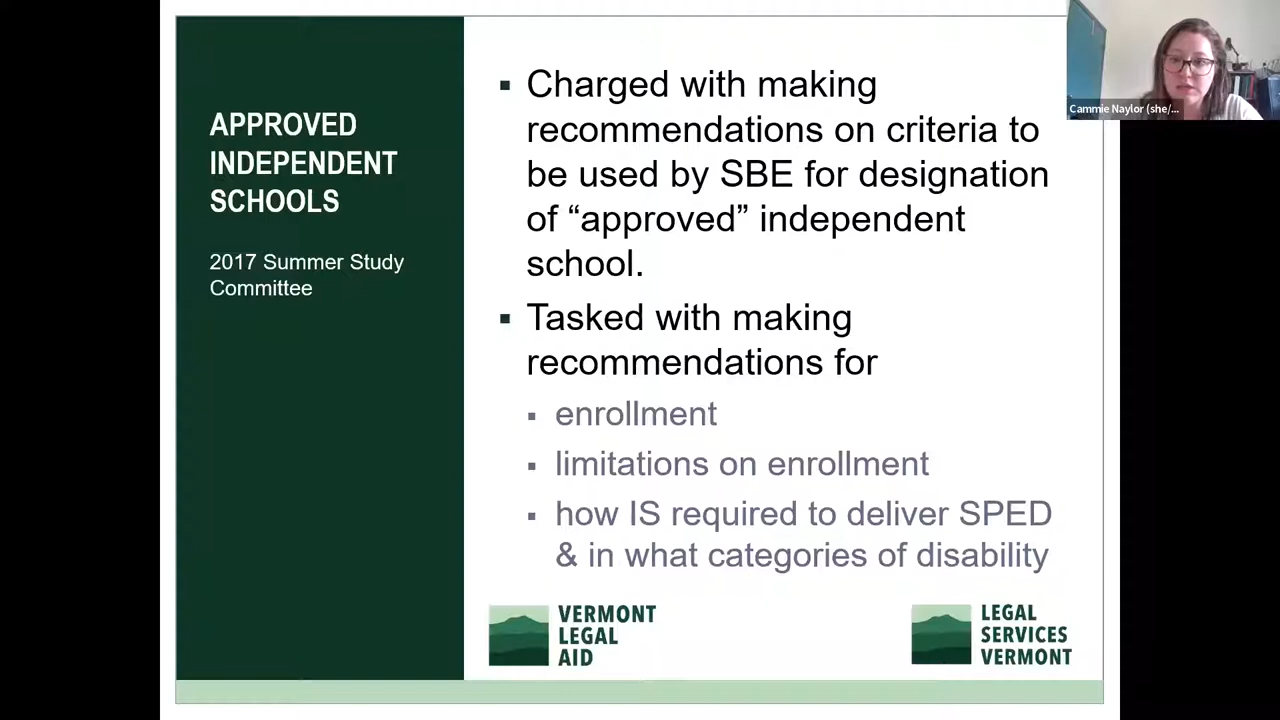 APPROVED
INDEPENDENT
SCHOOLS
2017 Summer Study
Committee
▪ Charged with making
recommendations on criteria to
be used by SBE for designation
of “approved” independent
school.
▪ Tasked with making
recommendations for
▪ enrollment
▪ limitations on enrollment
▪ how IS required to deliver SPED
& in what categories of disability
VERMONT
LEGAL
AID
LEGAL
SERVICES
VERMONT
Cammie Naylor (she/...